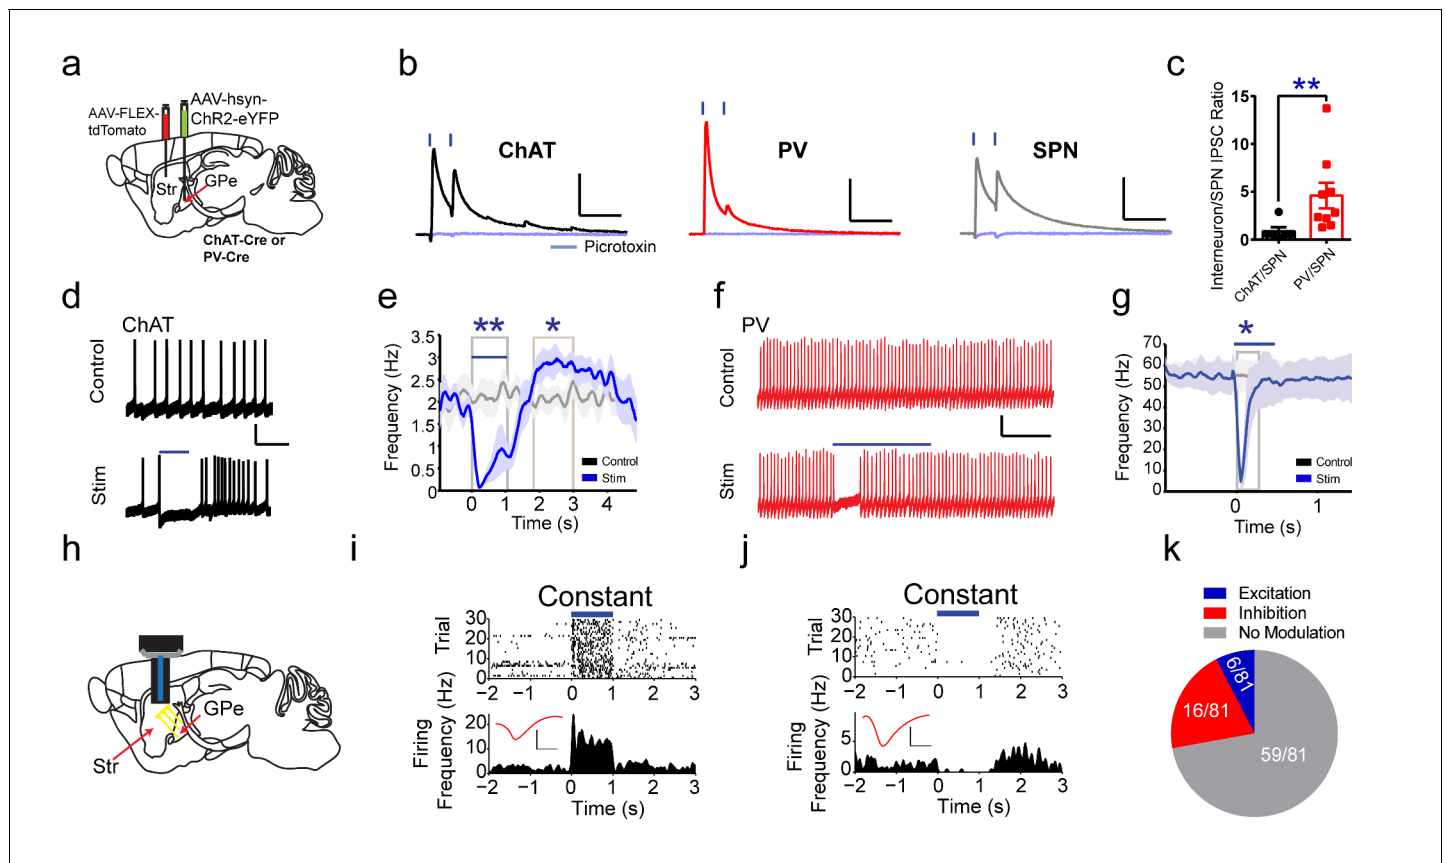 a
AAV-FLEX-
tdTomato
AAV-hsyn-
ChR2-eYFP
Str
GPe
ChAT-Cre or
PV-Cre
b
ChAT
PV
SPN
Picrotoxin
c
**
Interneuron/SPN IPSC Ratio
15
10
5
0
ChAT/SPN
PV/SPN
d
ChAT
Control
Stim
e
**
*
Frequency (Hz)
3.5
3
2.5
2
1.5
1
0.5
0
0
1
2
3
4
Time (s)
Control
Stim
f
PV
Control
Stim
g
*
Frequency (Hz)
70
60
50
40
30
20
10
0
0
1
Time (s)
Control
Stim
h
GPe
Str
i
Constant
Trial
30
20
10
0
−2
−1
0
1
2
3
Firing
Frequency (Hz)
20
10
0
−2
−1
0
1
2
3
Time (s)
j
Constant
Trial
30
20
10
0
−2
−1
0
1
2
3
Firing
Frequency (Hz)
5
0
−2
−1
0
1
2
3
Time (s)
k
Excitation
Inhibition
No Modulation
6/81
16/81
59/81